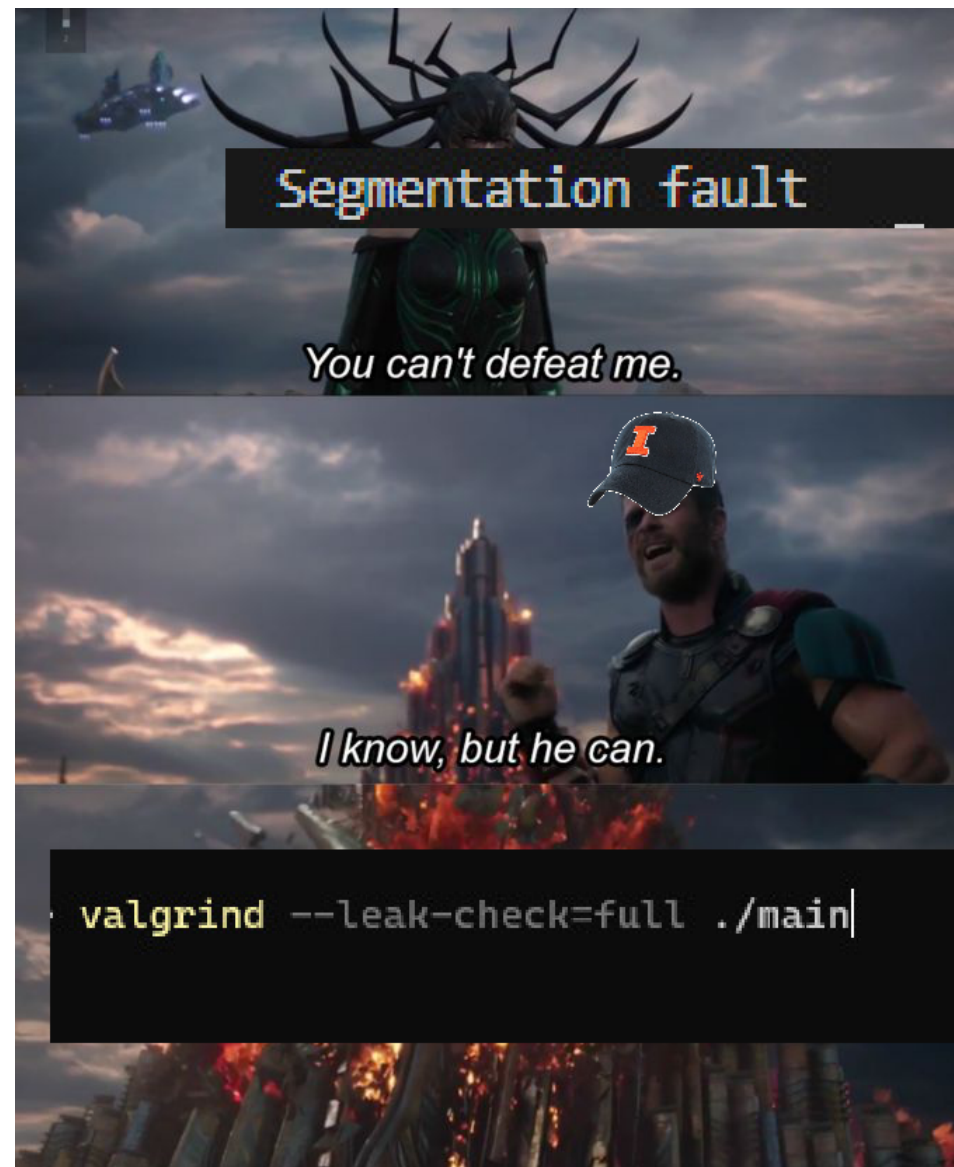 Segmentation fault
You can't defeat me.
I
I know, but he can.
valgrind --leak-check=full ./main